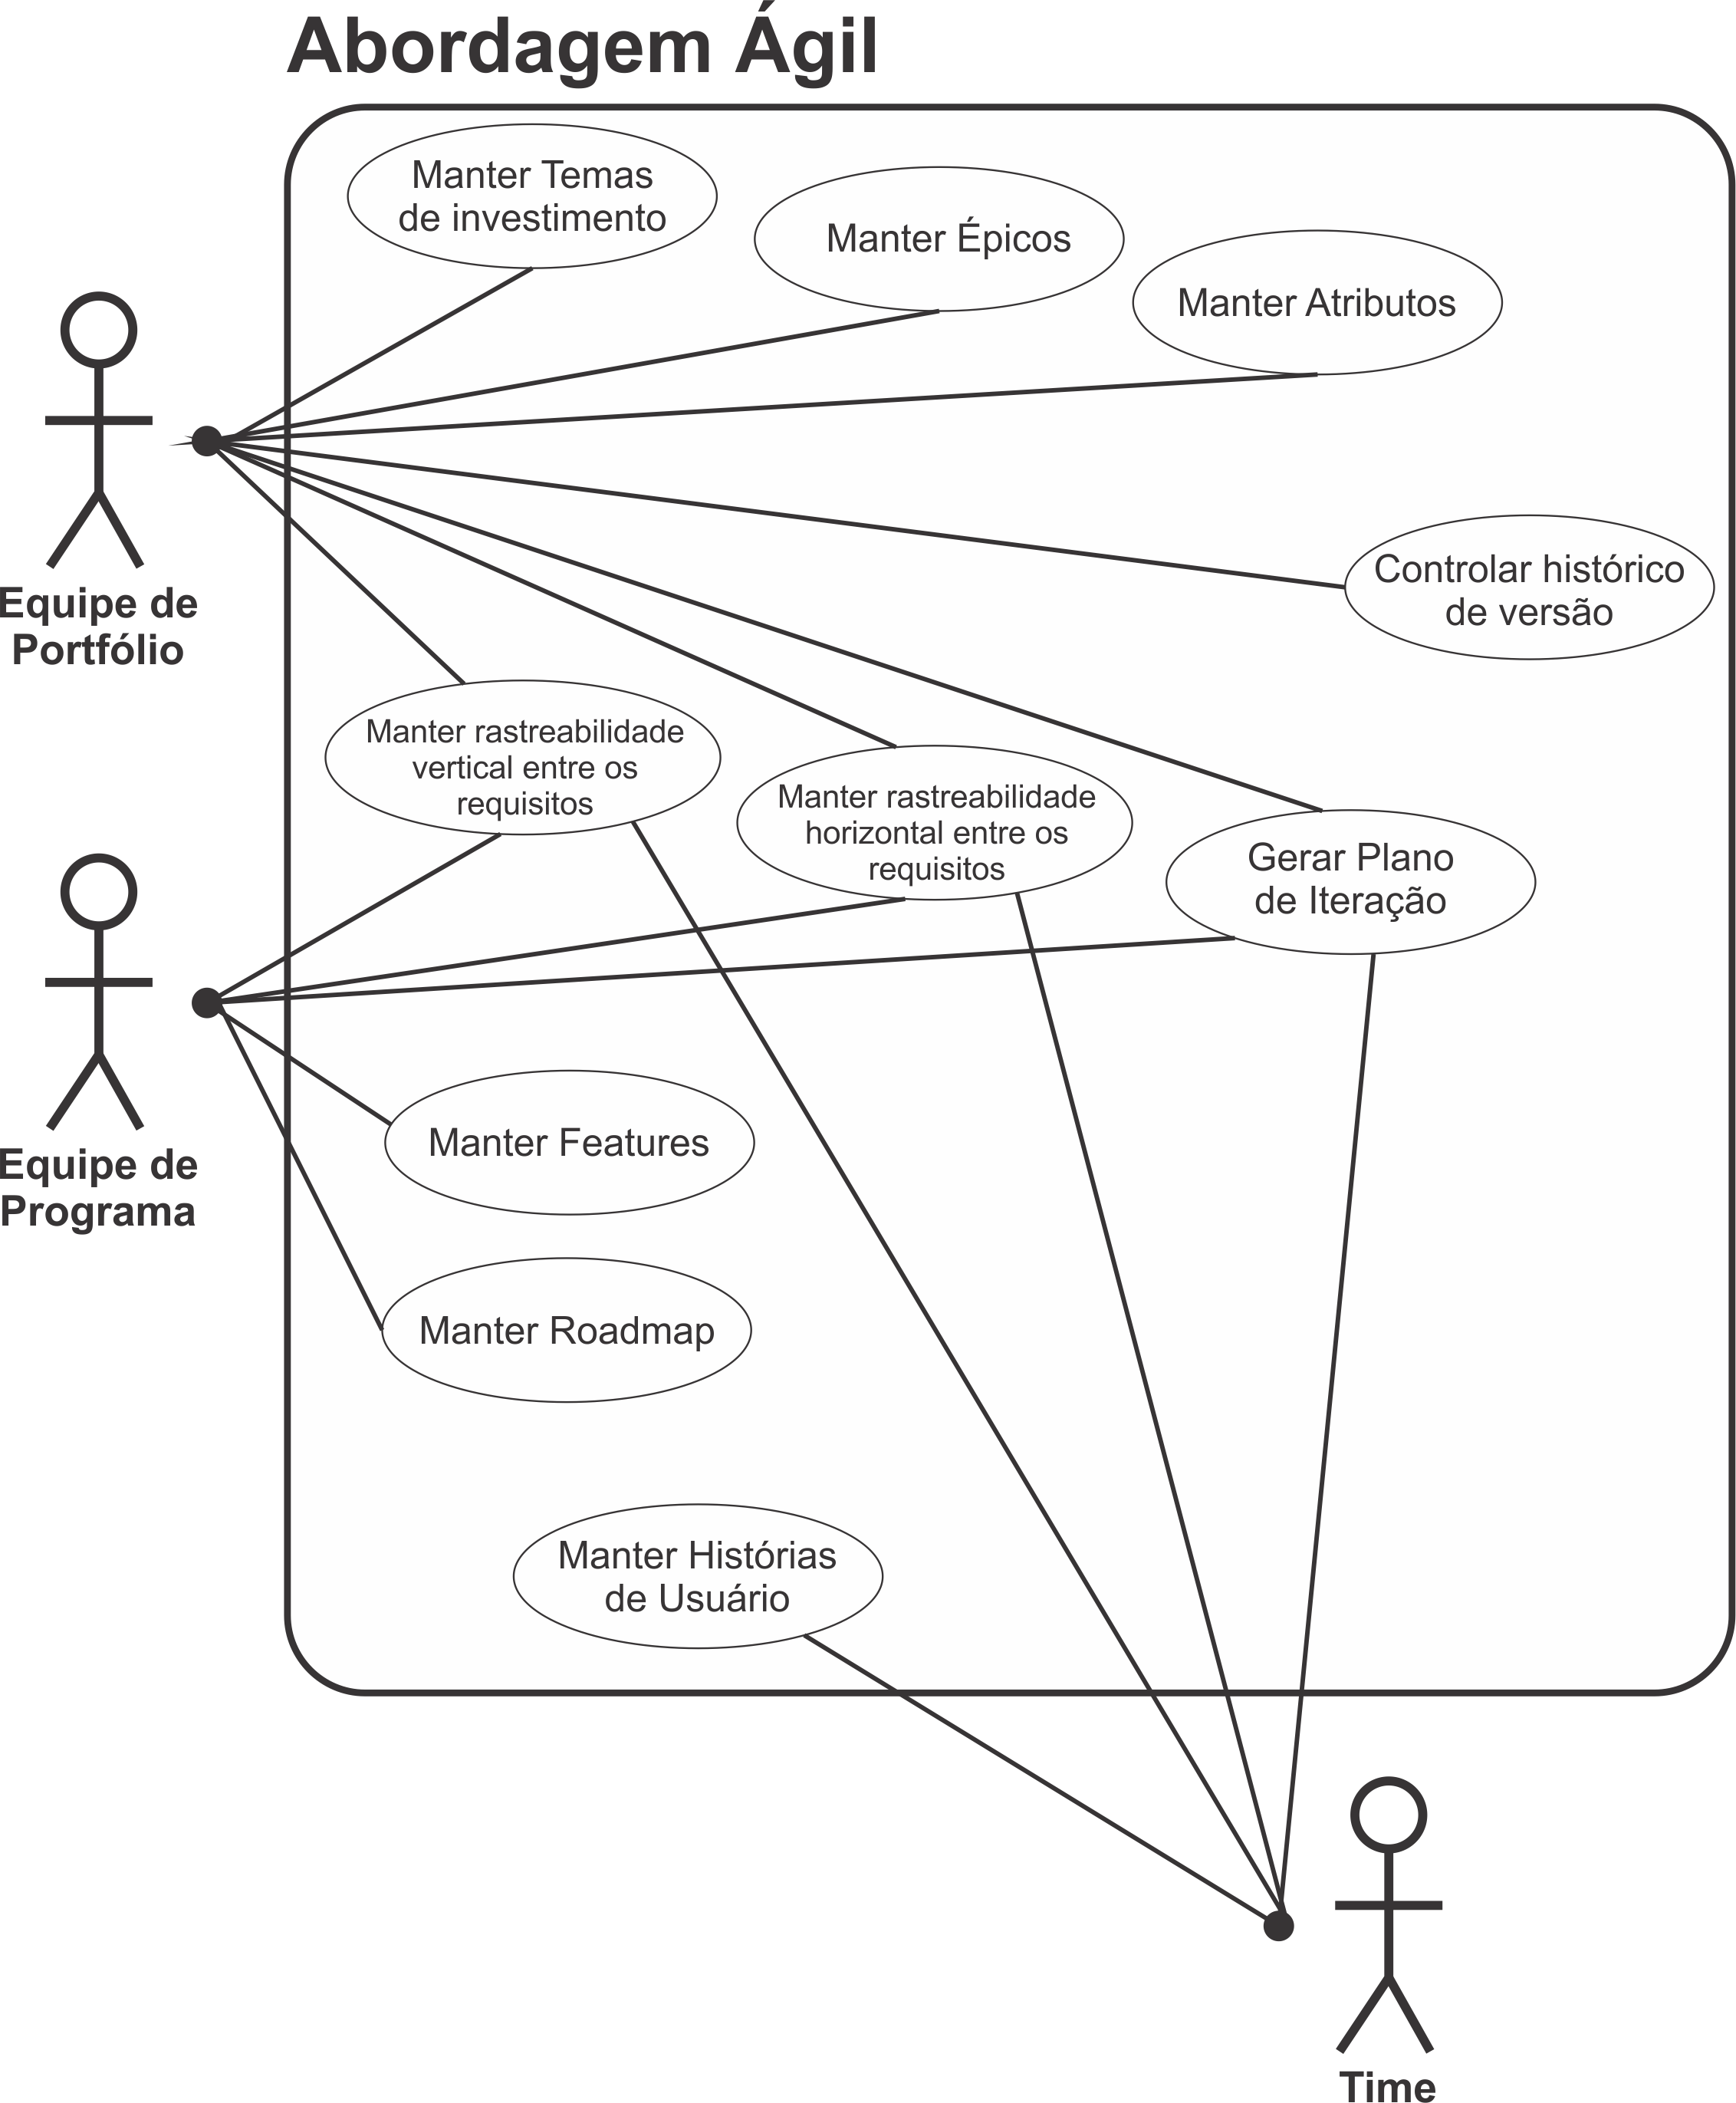 Abordagem Ágil
Manter Temas
de investimento
Manter Épicos
Manter Atributos
Equipe de
Portfólio
Controlar histórico
de versão
Manter rastreabilidade
vertical entre os
requisitos
Manter rastreabilidade
horizontal entre os
requisitos
Gerar Plano
de Iteração
Equipe de
Programa
Manter Features
Manter Roadmap
Manter Histórias
de Usuário
Time